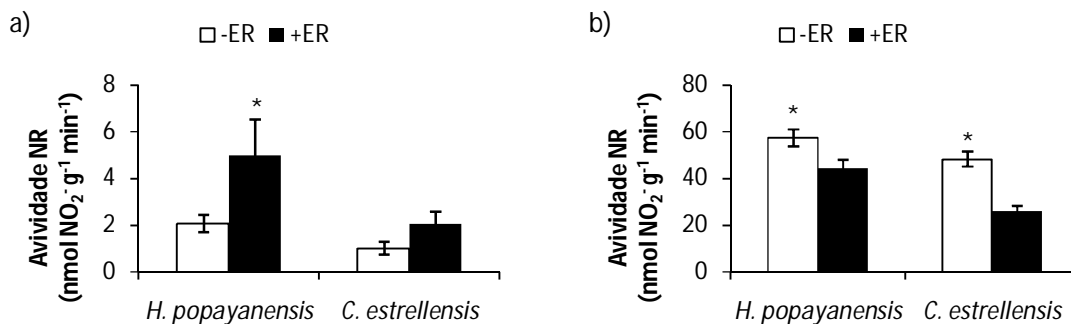 a)
-ER +ER
Avividade NR
(nmol NO₂⁻ g⁻¹ min⁻¹)
8
6
4
2
0
*
H. popayanensis C. estrellensis
b)
-ER +ER
Avividade NR
(nmol NO₂⁻ g⁻¹ min⁻¹)
80
60
40
20
0
*
*
H. popayanensis C. estrellensis